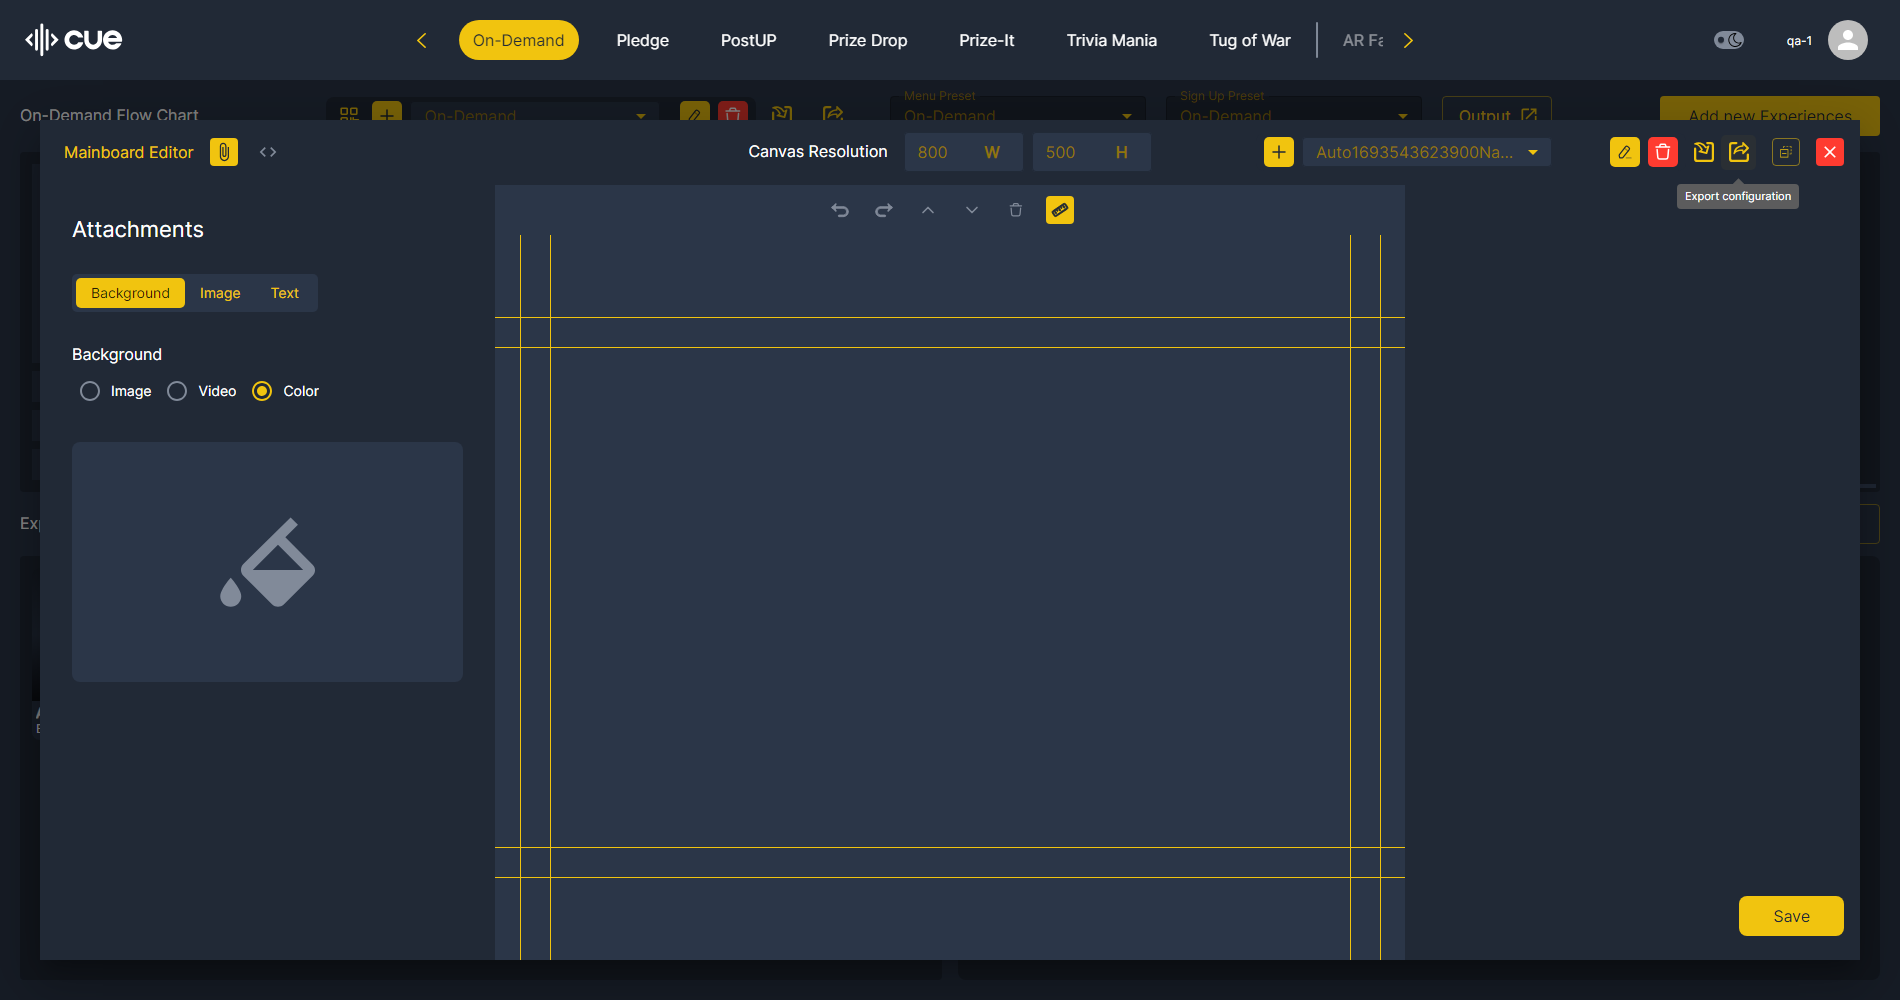 cue
On-Demand
Pledge
PostUP
Prize Drop
Prize-It
Trivia Mania
Tug of War
AR Fa
qa-1
On-Demand Flow Chart
On-Demand
Menu Preset
On-Demand
Sign Up Preset
On-Demand
Output
Add new Experiences
Mainboard Editor
Canvas Resolution
800 W
500 H
Auto1693543623900Na...
Export configuration
Attachments
Background
Image
Text
Background
Image
Video
Color
Exp
Save